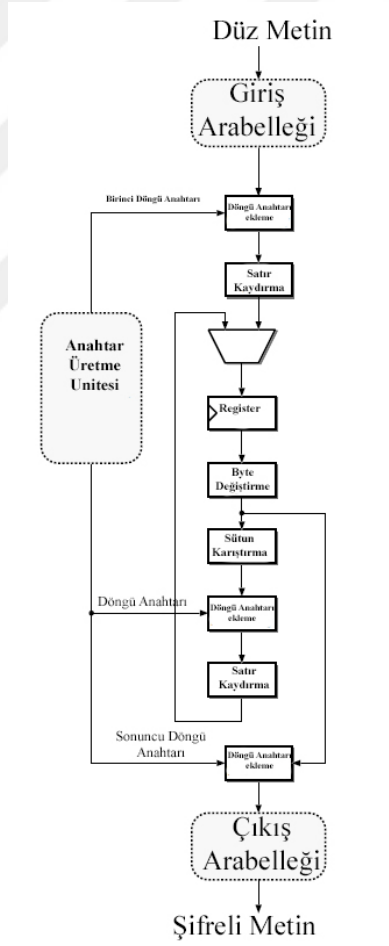 Düz Metin
Giriş
Arabelleği
Birinci Döngü Anahtarı
Döngü Anahtarı
ekleme
Satır
Kaydırma
Anahtar
Üretme
Unitesi
Register
Byte
Değiştirme
Sütun
Karıştırma
Döngü Anahtarı
Döngü Anahtarı
ekleme
Satır
Kaydırma
Sonuncu Döngü
Anahtarı
Döngü Anahtarı
ekleme
Çıkış
Arabelleği
Şifreli Metin